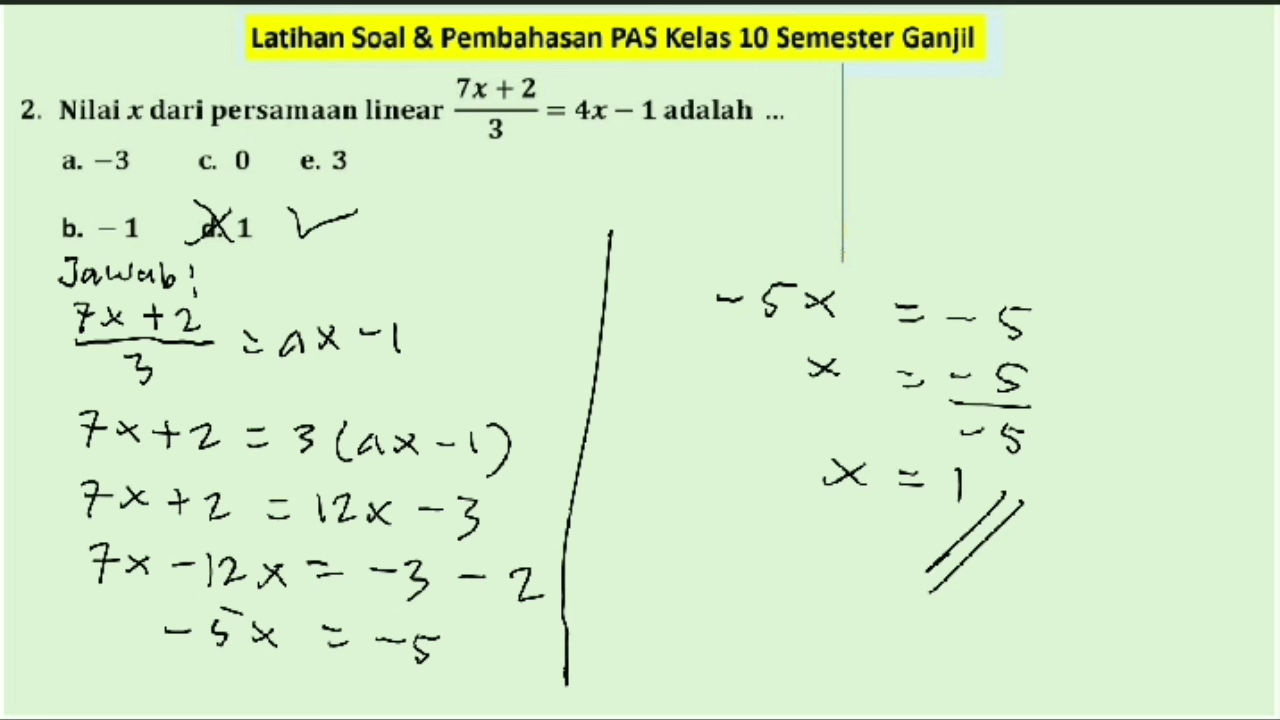 Latihan Soal & Pembahasan PAS Kelas 10 Semester Ganjil
2. Nilai x dari persamaan linear (7x + 2)/3 = 4x − 1 adalah ...
a. −3 c. 0 e. 3
b. − 1 d. 1
Jawab:
(7x + 2)/3 = 4x − 1
7x + 2 = 3(4x − 1)
7x + 2 = 12x − 3
7x − 12x = −3 − 2
−5x = −5
−5x = −5
x = −5/−5
x = 1